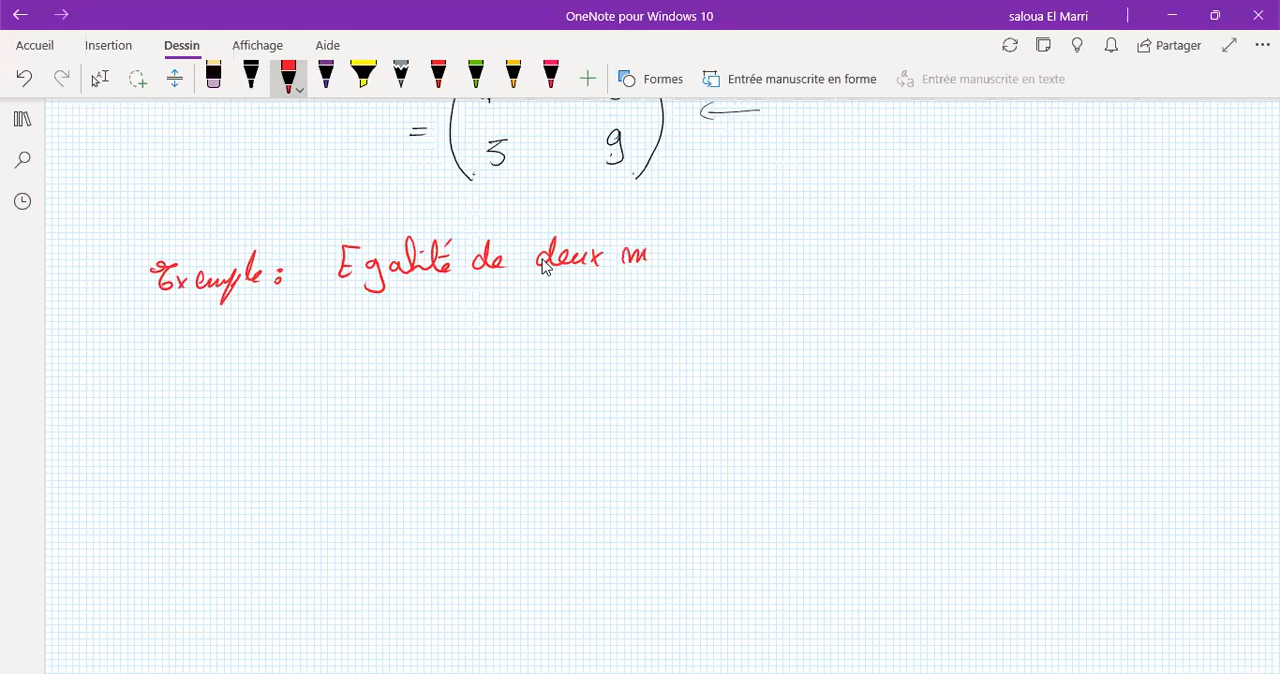 OneNote pour Windows 10
saloua El Marri
Accueil Insertion Dessin Affichage Aide
Partager
Formes
Entrée manuscrite en forme
Entrée manuscrite en texte
=
5 9
Exemple : Egalité de deux m